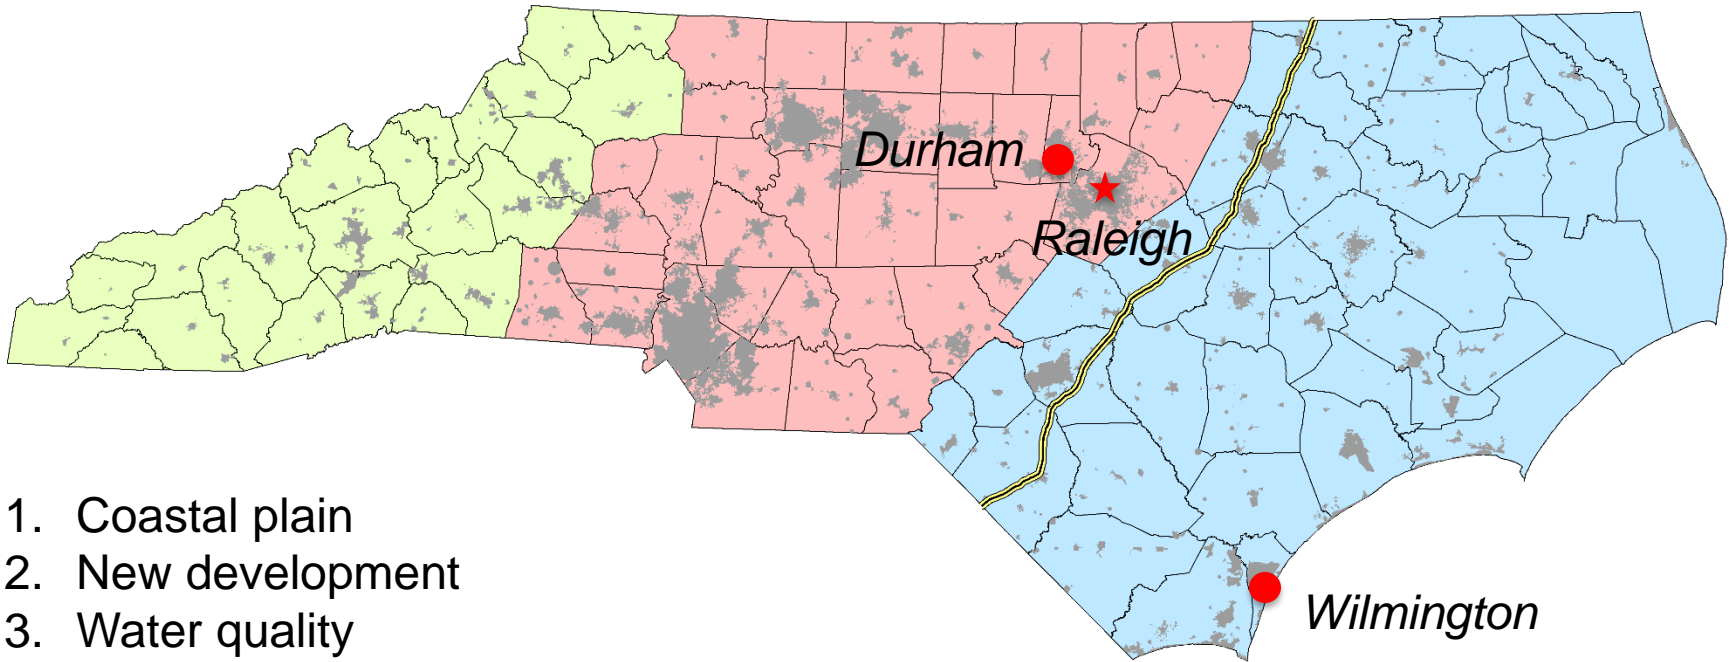 Durham
Raleigh
1. Coastal plain
2. New development
3. Water quality
Wilmington